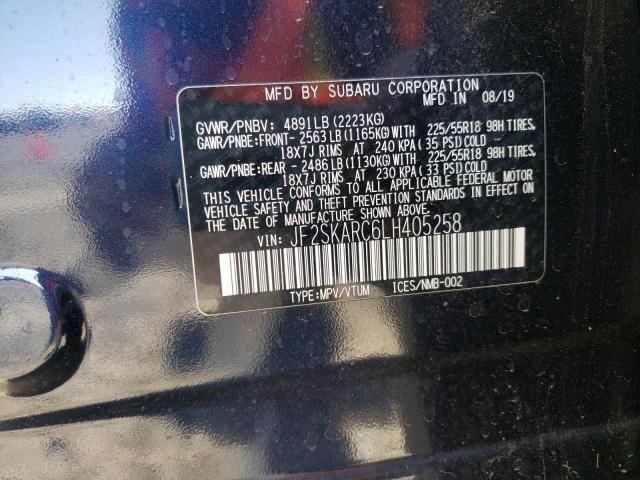 MFD BY SUBARU CORPORATION
MFD IN 08/19
GVWR/PNBV: 4891LB (2223KG)
GAWR/PNBE:FRONT- 2563LB(1165KG)WITH 225/55R18 98H TIRES,
18X7J RIMS AT 240 KPA(35 PSI)COLD
GAWR/PNBE:REAR - 2486LB(1130KG)WITH 225/55R18 98H TIRES,
18X7J RIMS AT 230 KPA(33 PSI)COLD
THIS VEHICLE CONFORMS TO ALL APPLICABLE FEDERAL MOTOR
VEHICLE SAFETY AND THEFT PREVENTION STANDARDS IN EFFECT ON
THE DATE OF MANUFACTURE SHOWN ABOVE.
VIN: JF2SKARC6LH405258
TYPE:MPV/VTUM ICES/NMB-002